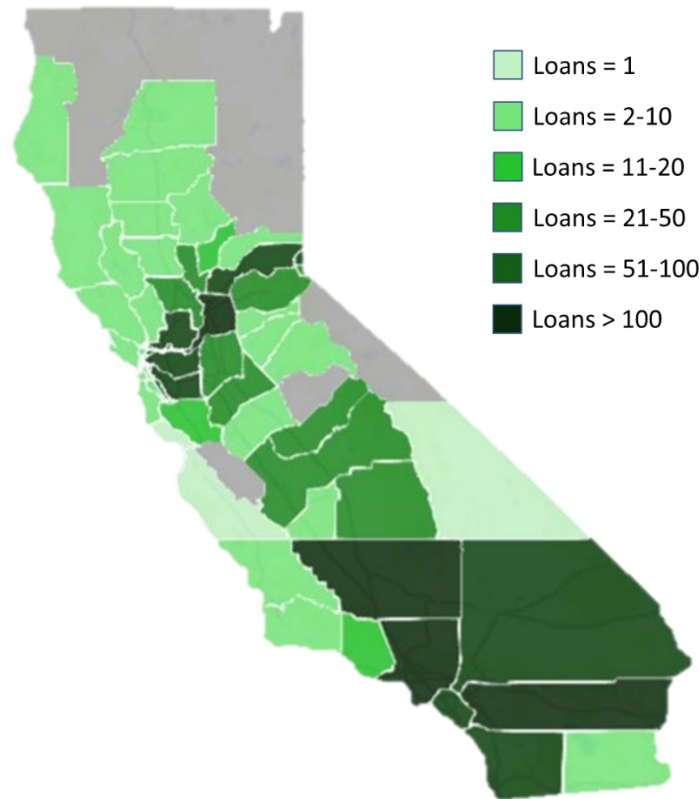 Loans = 1
Loans = 2-10
Loans = 11-20
Loans = 21-50
Loans = 51-100
Loans > 100